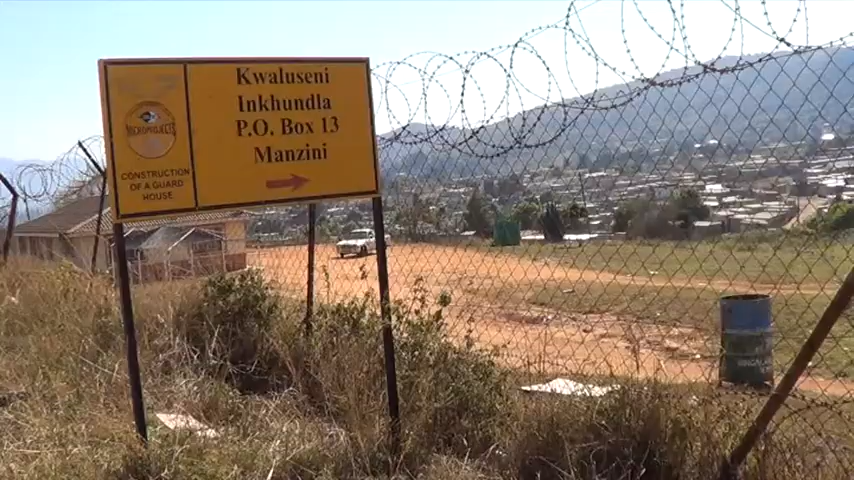 Kwaluseni
Inkhundla
P.O. Box 13
Manzini
MICROPROJECTS
CONSTRUCTION
OF A GUARD
HOUSE